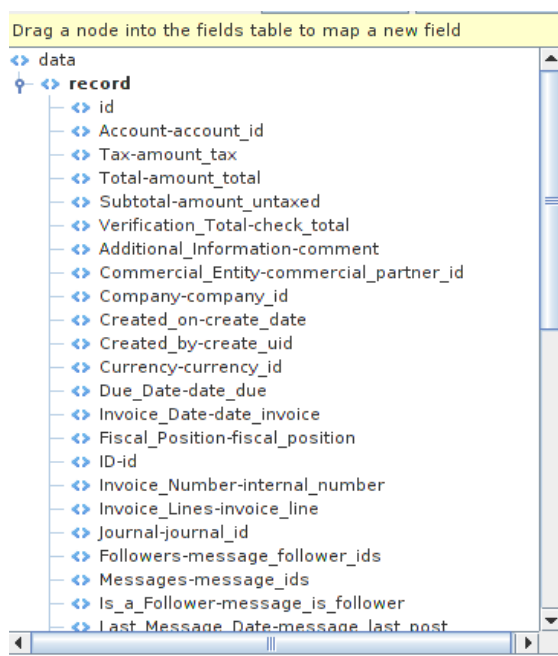 Drag a node into the fields table to map a new field
data
record
id
Account-account_id
Tax-amount_tax
Total-amount_total
Subtotal-amount_untaxed
Verification_Total-check_total
Additional_Information-comment
Commercial_Entity-commercial_partner_id
Company-company_id
Created_on-create_date
Created_by-create_uid
Currency-currency_id
Due_Date-date_due
Invoice_Date-date_invoice
Fiscal_Position-fiscal_position
ID-id
Invoice_Number-internal_number
Invoice_Lines-invoice_line
Journal-journal_id
Followers-message_follower_ids
Messages-message_ids
Is_a_Follower-message_is_follower
Last_Message_Date-message_last_post